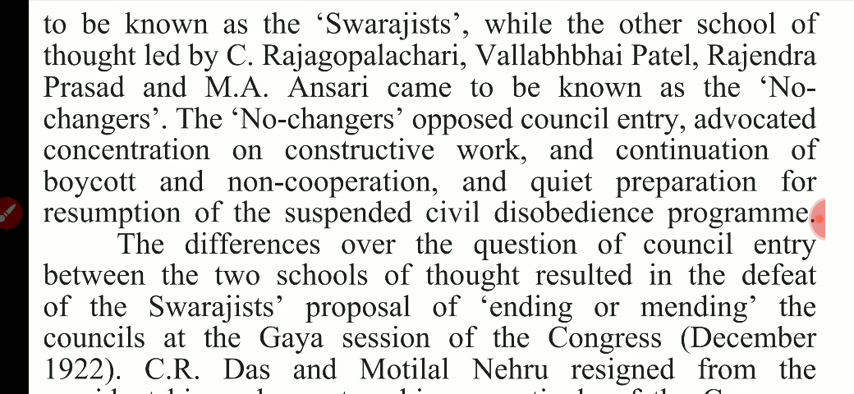 to be known as the ‘Swarajists’, while the other school of
thought led by C. Rajagopalachari, Vallabhbhai Patel, Rajendra
Prasad and M.A. Ansari came to be known as the ‘No-
changers’. The ‘No-changers’ opposed council entry, advocated
concentration on constructive work, and continuation of
boycott and non-cooperation, and quiet preparation for
resumption of the suspended civil disobedience programme.
The differences over the question of council entry
between the two schools of thought resulted in the defeat
of the Swarajists’ proposal of ‘ending or mending’ the
councils at the Gaya session of the Congress (December
1922). C.R. Das and Motilal Nehru resigned from the